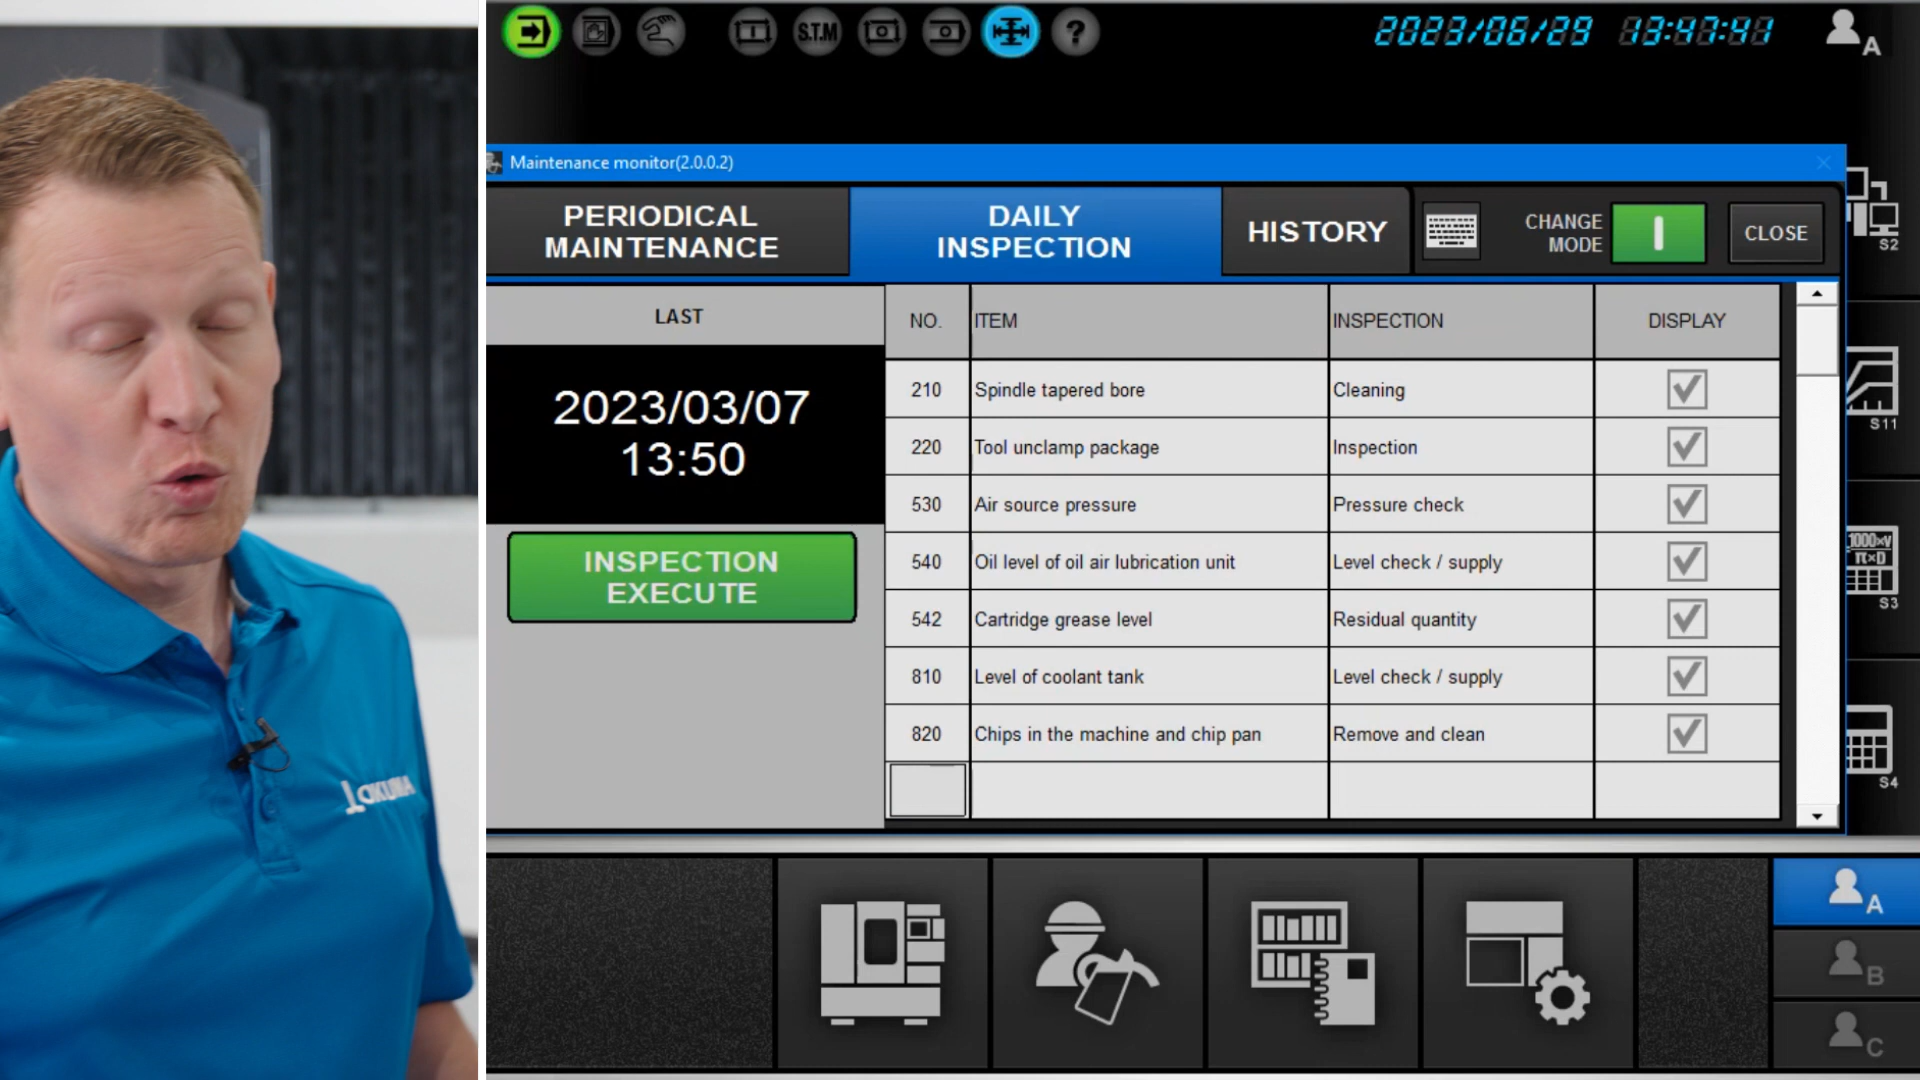 S.T.M
?
2023/06/29 13:47:41
A
Maintenance monitor(2.0.0.2)
PERIODICAL
MAINTENANCE
DAILY
INSPECTION
HISTORY
CHANGE
MODE
CLOSE
LAST
2023/03/07
13:50
INSPECTION
EXECUTE
NO. ITEM INSPECTION DISPLAY
210 Spindle tapered bore Cleaning
220 Tool unclamp package Inspection
530 Air source pressure Pressure check
540 Oil level of oil air lubrication unit Level check / supply
542 Cartridge grease level Residual quantity
810 Level of coolant tank Level check / supply
820 Chips in the machine and chip pan Remove and clean
S2
S11
1000×V
π×D
S3
S4
A
B
C
OKUMA